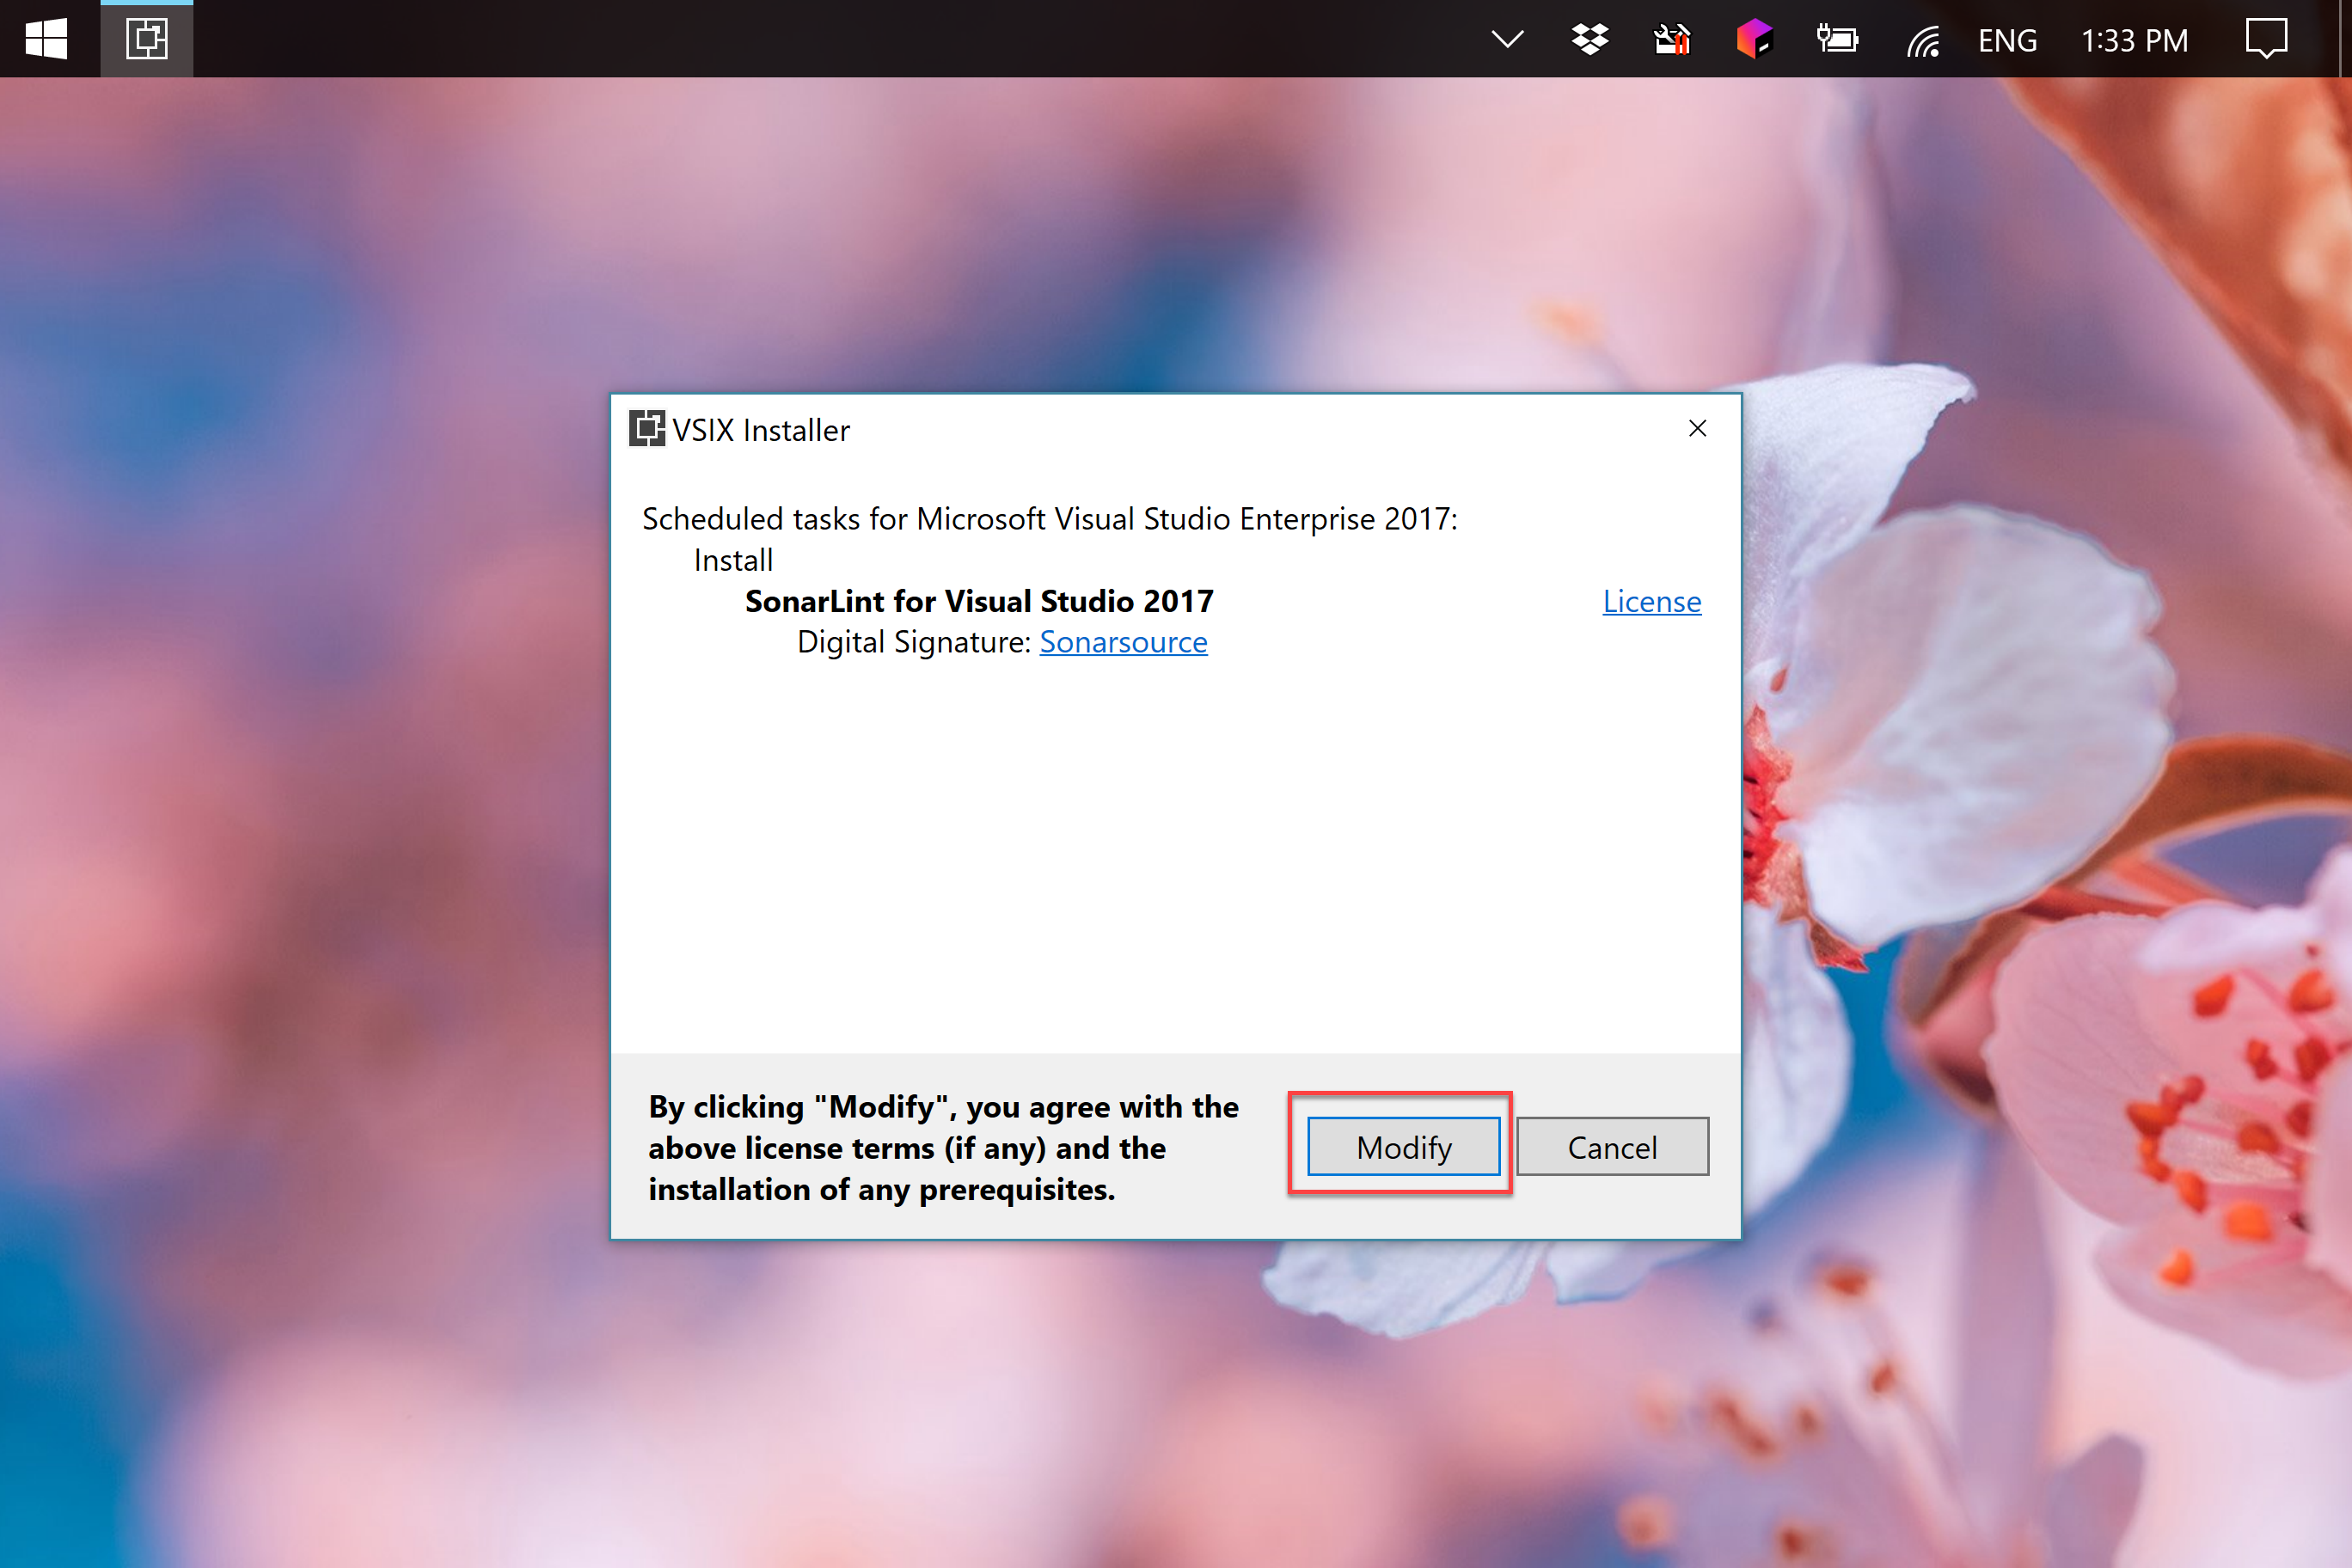 ENG 1:33 PM
VSIX Installer
Scheduled tasks for Microsoft Visual Studio Enterprise 2017:
Install
SonarLint for Visual Studio 2017 License
Digital Signature: Sonarsource
By clicking "Modify", you agree with the
above license terms (if any) and the
installation of any prerequisites.
Modify Cancel